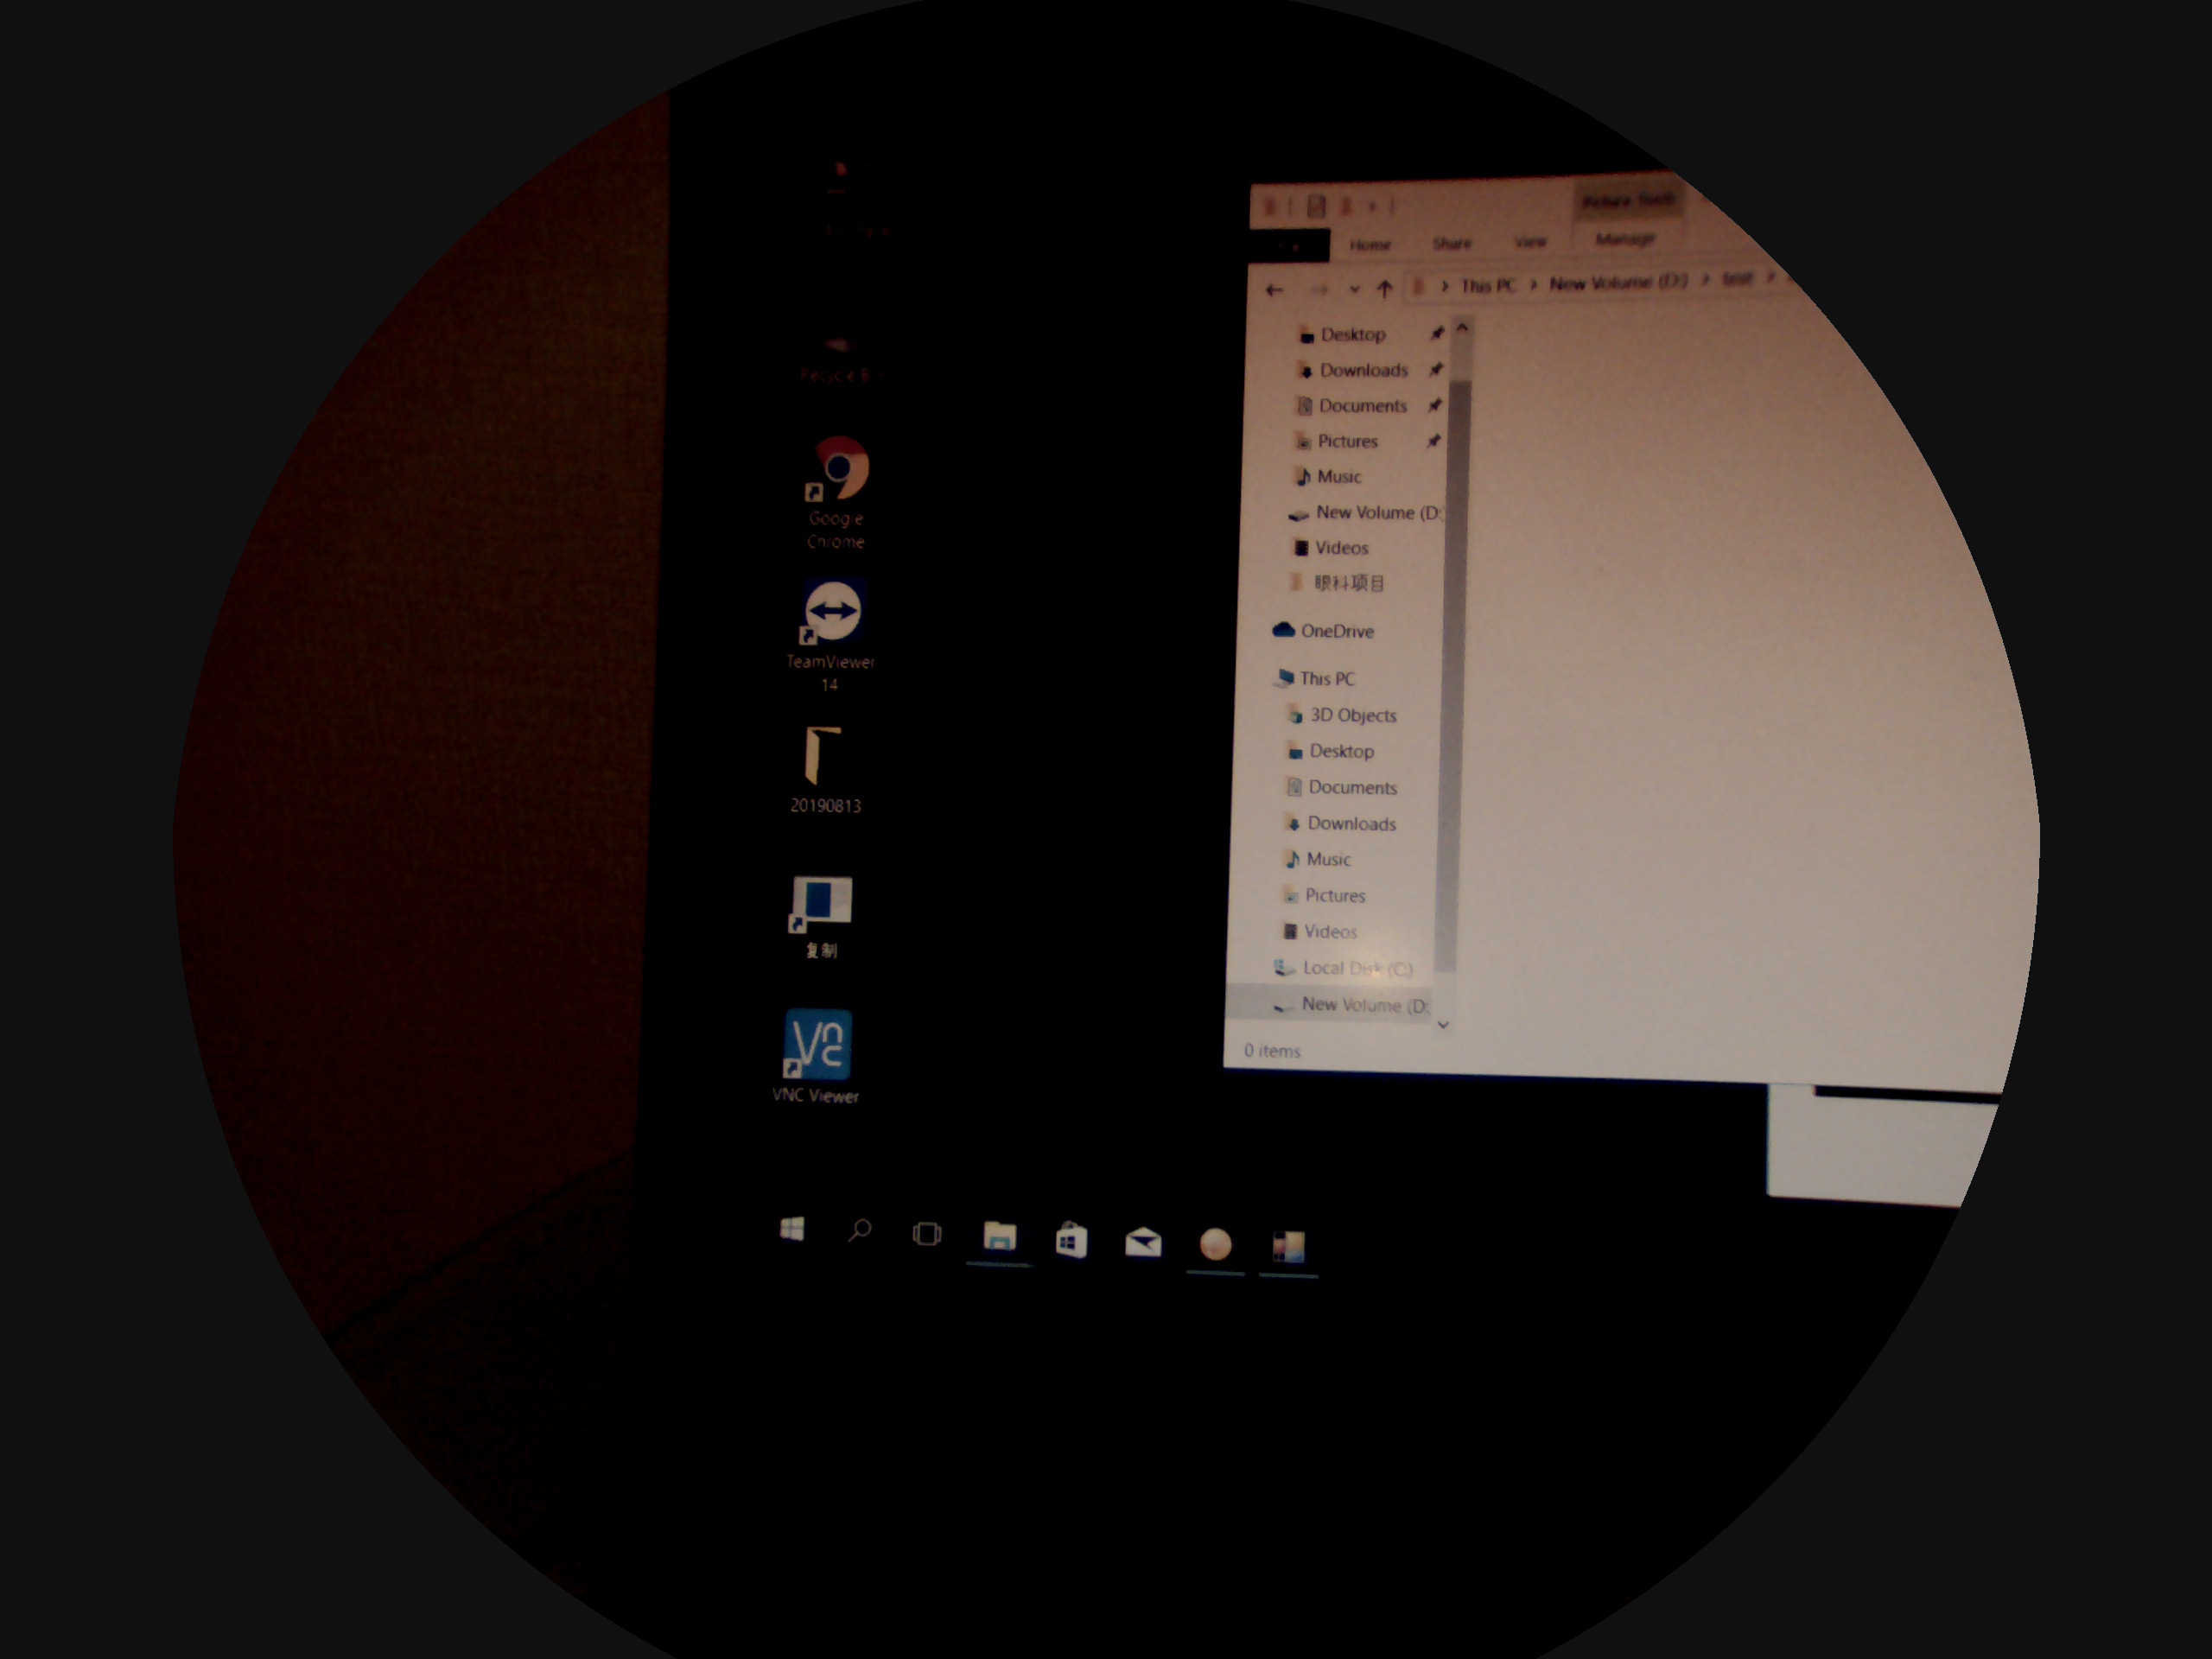 Recycle Bin
Google
Chrome
TeamViewer
14
20190813
复制
VNC Viewer
Picture Tools
Home Share View Manage
This PC New Volume (D:) test
Desktop
Downloads
Documents
Pictures
Music
New Volume (D:
Videos
眼科项目
OneDrive
This PC
3D Objects
Desktop
Documents
Downloads
Music
Pictures
Videos
Local Disk (C:)
New Volume (D:
0 items